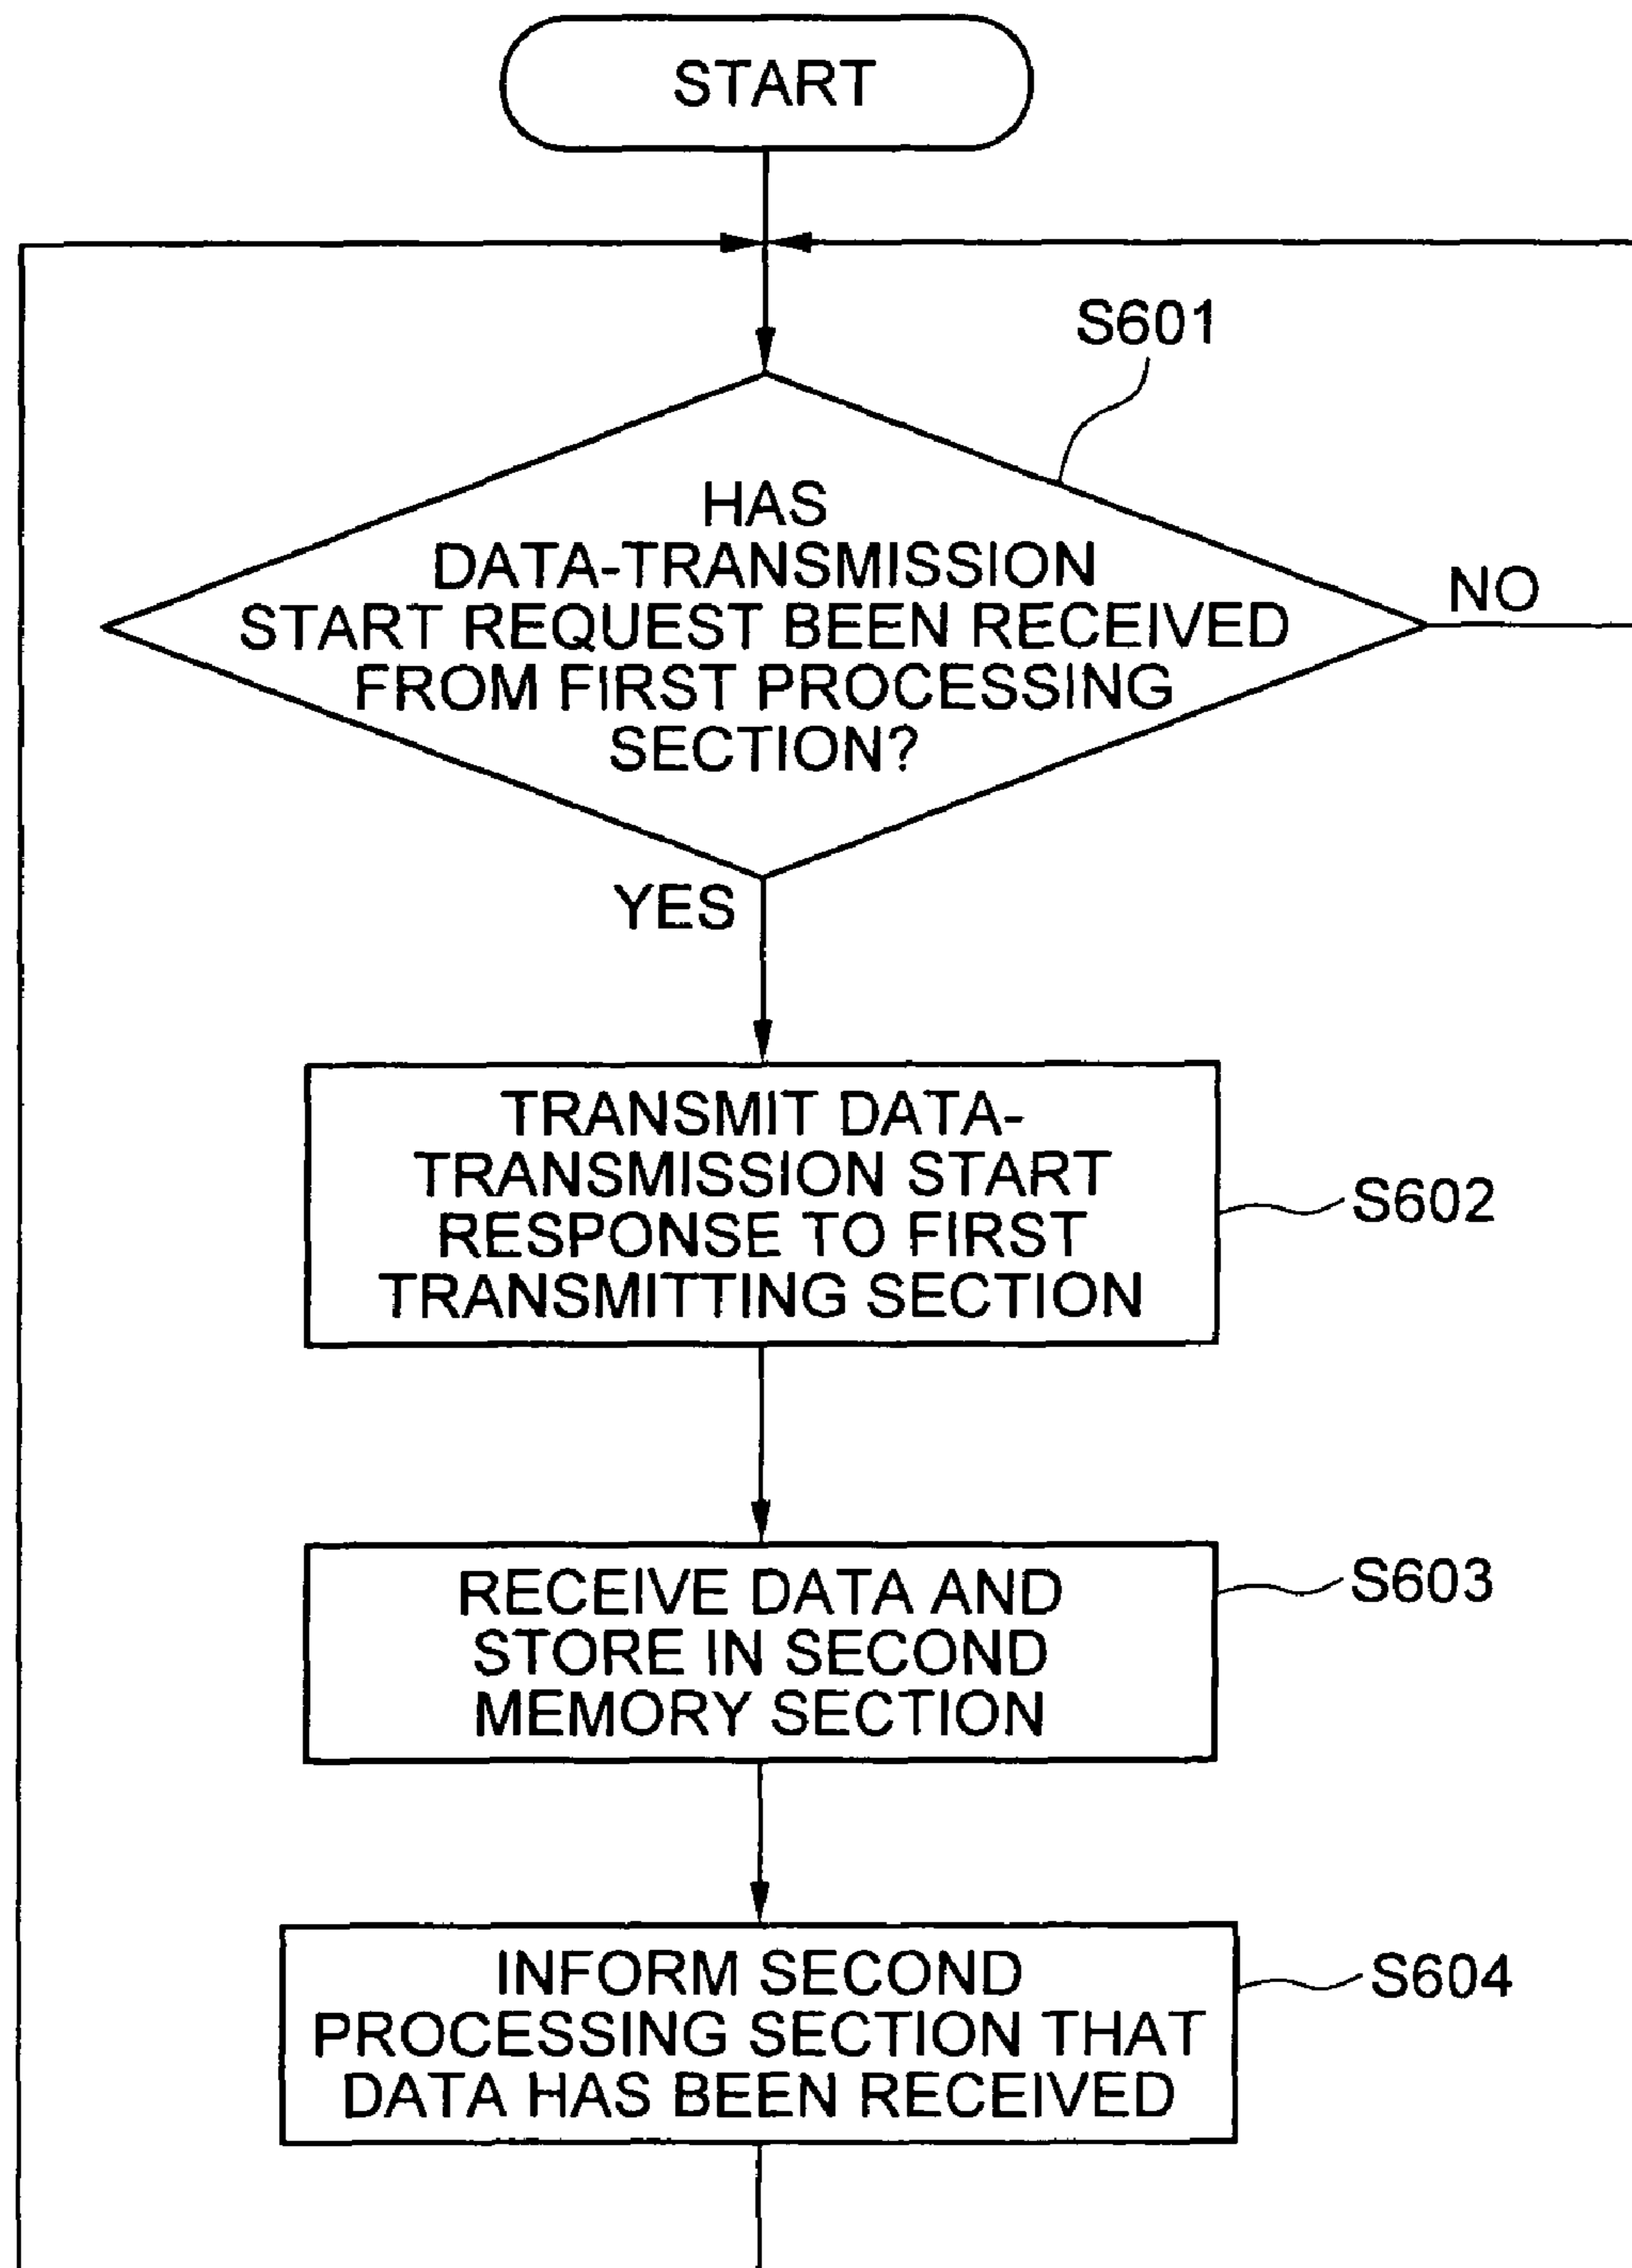 START
S601
HAS
DATA-TRANSMISSION
START REQUEST BEEN RECEIVED
FROM FIRST PROCESSING
SECTION?
NO
YES
TRANSMIT DATA-
TRANSMISSION START
RESPONSE TO FIRST
TRANSMITTING SECTION
S602
RECEIVE DATA AND
STORE IN SECOND
MEMORY SECTION
S603
INFORM SECOND
PROCESSING SECTION THAT
DATA HAS BEEN RECEIVED
S604